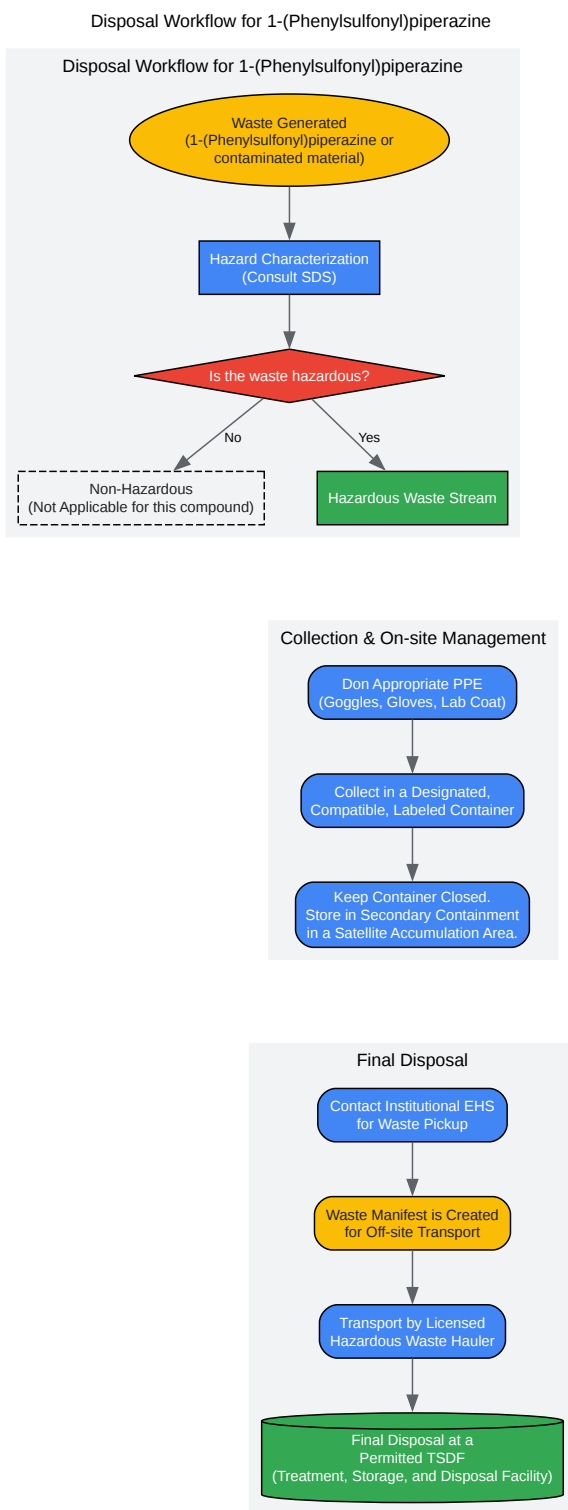 Disposal Workflow for 1-(Phenylsulfonyl)piperazine
Disposal Workflow for 1-(Phenylsulfonyl)piperazine
Waste Generated
(1-(Phenylsulfonyl)piperazine or
contaminated material)
Hazard Characterization
(Consult SDS)
Is the waste hazardous?
No
Yes
Non-Hazardous
(Not Applicable for this compound)
Hazardous Waste Stream
Collection & On-site Management
Don Appropriate PPE
(Goggles, Gloves, Lab Coat)
Collect in a Designated,
Compatible, Labeled Container
Keep Container Closed.
Store in Secondary Containment
in a Satellite Accumulation Area.
Final Disposal
Contact Institutional EHS
for Waste Pickup
Waste Manifest is Created
for Off-site Transport
Transport by Licensed
Hazardous Waste Hauler
Final Disposal at a
Permitted TSDF
(Treatment, Storage, and Disposal Facility)